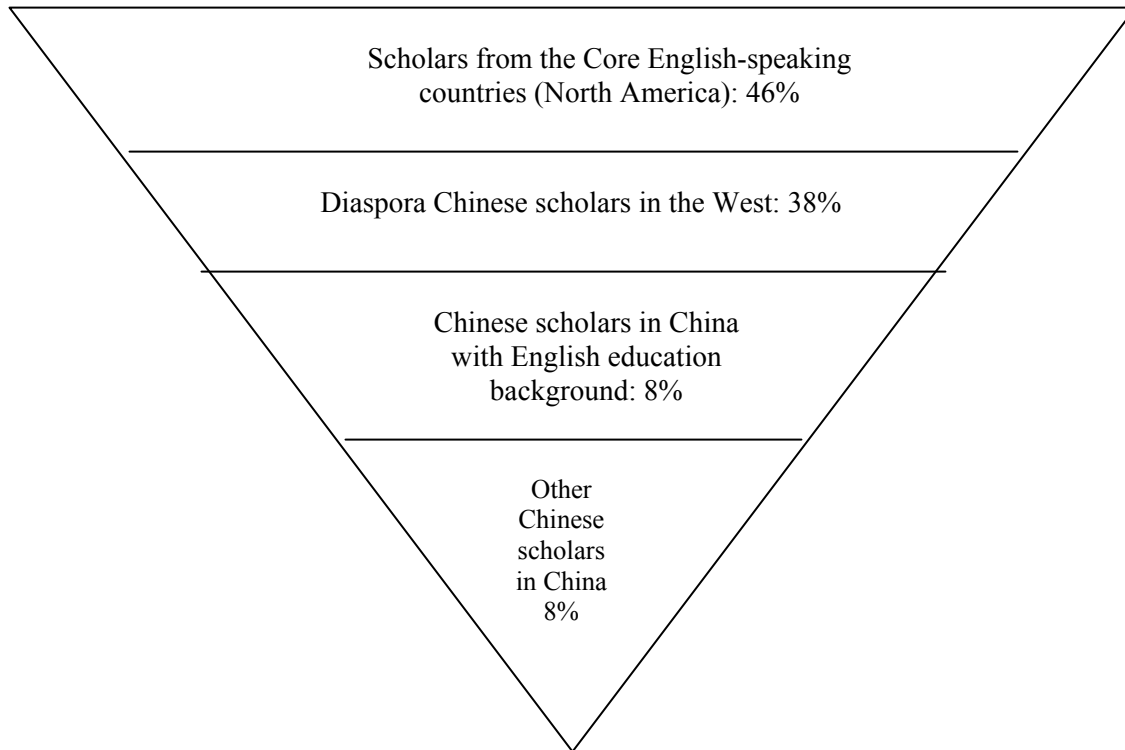 Scholars from the Core English-speaking
countries (North America): 46%
Diaspora Chinese scholars in the West: 38%
Chinese scholars in China
with English education
background: 8%
Other
Chinese
scholars
in China
8%